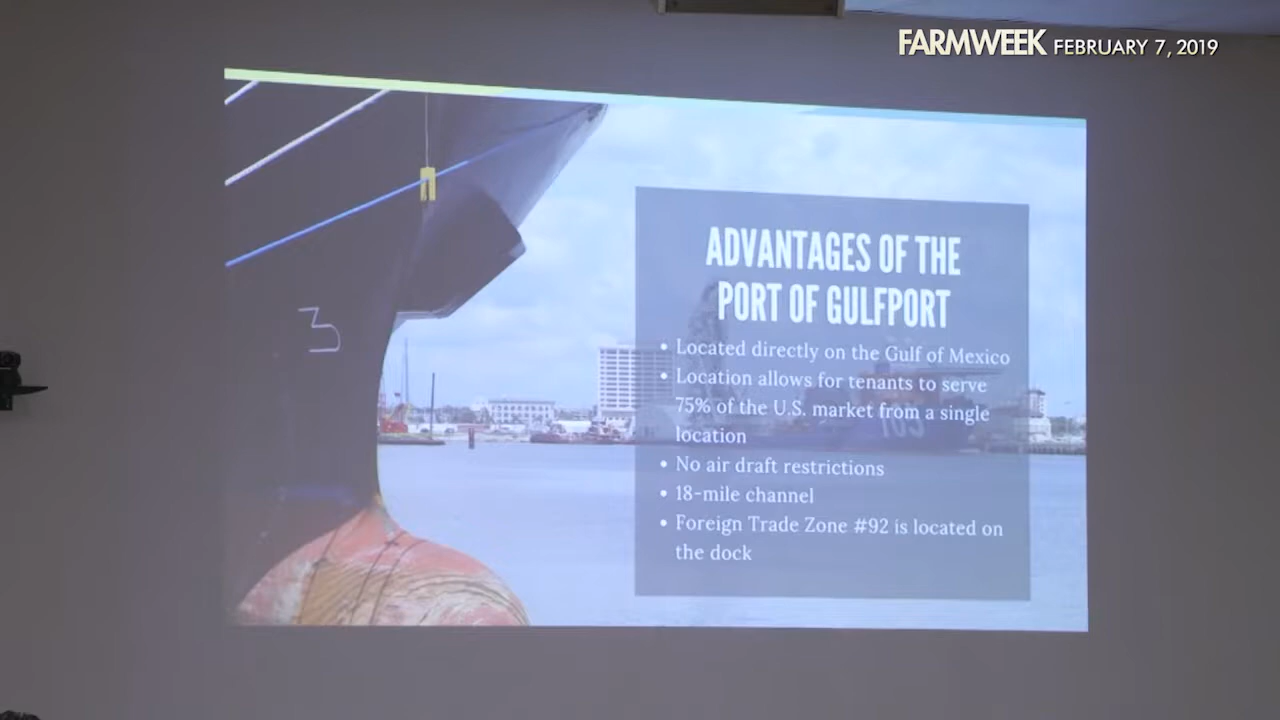 FARMWEEK FEBRUARY 7, 2019
ADVANTAGES OF THE
PORT OF GULFPORT
• Located directly on the Gulf of Mexico
• Location allows for tenants to serve
75% of the U.S. market from a single
location
• No air draft restrictions
• 18-mile channel
• Foreign Trade Zone #92 is located on
the dock
3